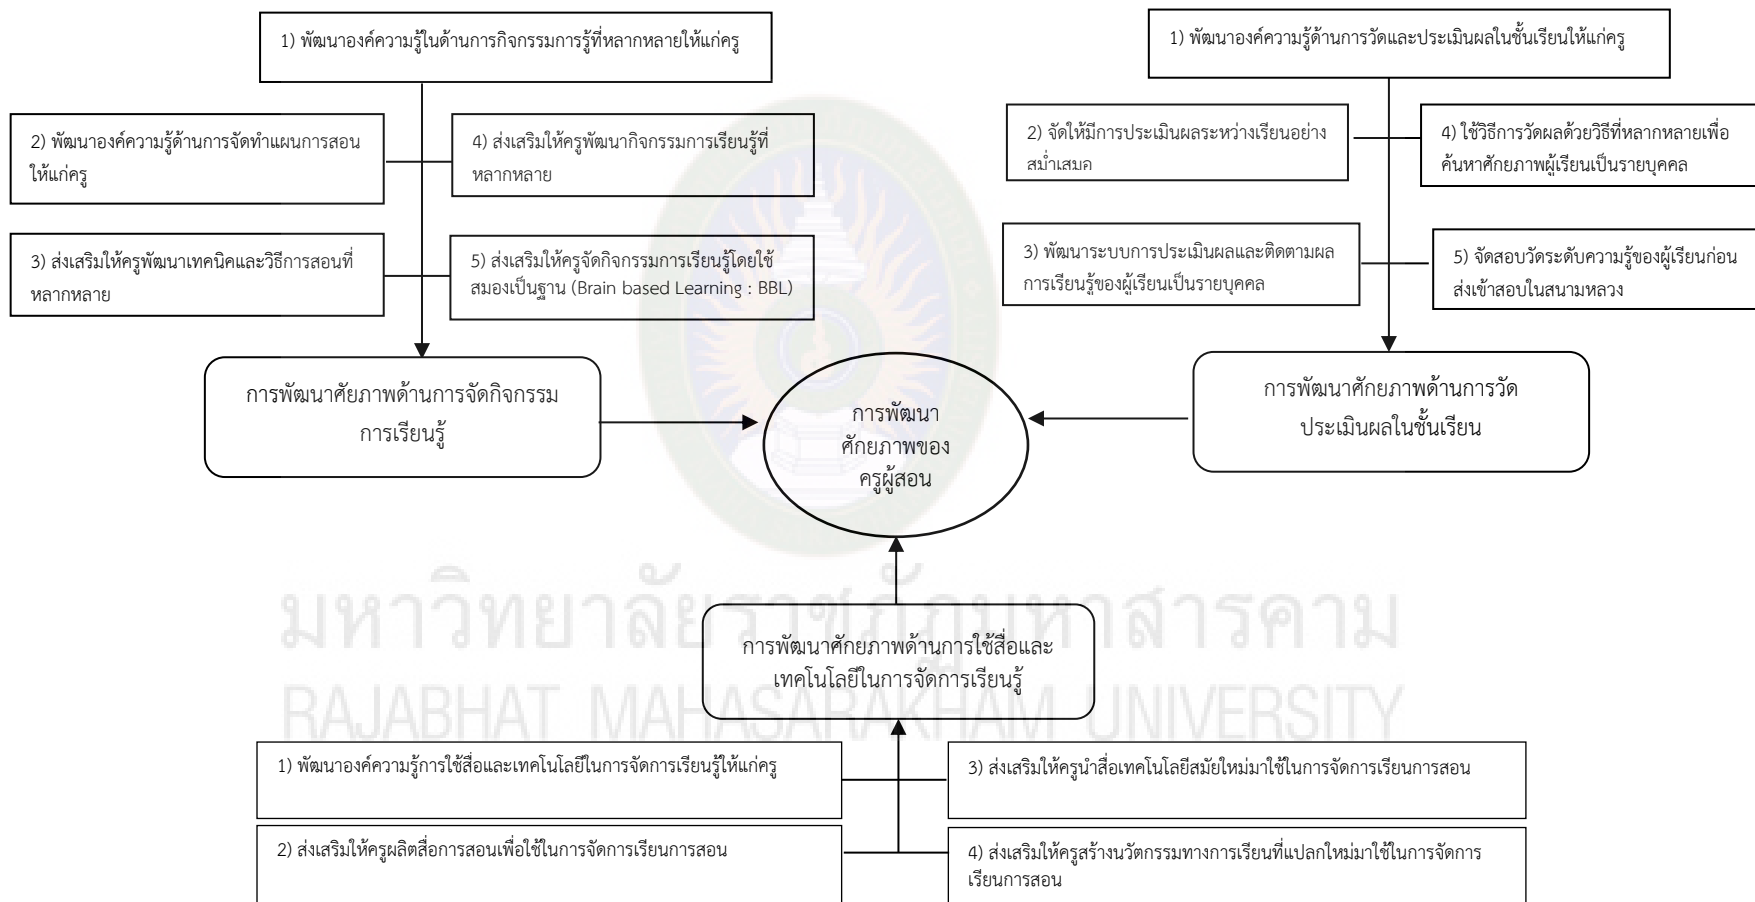 1) พัฒนาองค์ความรู้ในด้านการกิจกรรมการรู้ที่หลากหลายให้แก่ครู
2) พัฒนาองค์ความรู้ด้านการจัดทำแผนการสอน
ให้แก่ครู
4) ส่งเสริมให้ครูพัฒนากิจกรรมการเรียนรู้ที่
หลากหลาย
3) ส่งเสริมให้ครูพัฒนาเทคนิคและวิธีการสอนที่
หลากหลาย
5) ส่งเสริมให้ครูจัดกิจกรรมการเรียนรู้โดยใช้
สมองเป็นฐาน (Brain based Learning : BBL)
การพัฒนาศัยภาพด้านการจัดกิจกรรม
การเรียนรู้
1) พัฒนาองค์ความรู้ด้านการวัดและประเมินผลในชั้นเรียนให้แก่ครู
2) จัดให้มีการประเมินผลระหว่างเรียนอย่าง
สม่ำเสมอ
4) ใช้วิธีการวัดผลด้วยวิธีที่หลากหลายเพื่อ
ค้นหาศักยภาพผู้เรียนเป็นรายบุคคล
3) พัฒนาระบบการประเมินผลและติดตามผล
การเรียนรู้ของผู้เรียนเป็นรายบุคคล
5) จัดสอบวัดระดับความรู้ของผู้เรียนก่อน
ส่งเข้าสอบในสนามหลวง
การพัฒนาศักยภาพด้านการวัด
ประเมินผลในชั้นเรียน
การพัฒนา
ศักยภาพของ
ครูผู้สอน
มหาวิทยาลัยราชภัฏมหาสารคาม
RAJABHAT MAHASARAKHAM UNIVERSITY
การพัฒนาศักยภาพด้านการใช้สื่อและ
เทคโนโลยีในการจัดการเรียนรู้
1) พัฒนาองค์ความรู้การใช้สื่อและเทคโนโลยีในการจัดการเรียนรู้ให้แก่ครู
3) ส่งเสริมให้ครูนำสื่อเทคโนโลยีสมัยใหม่มาใช้ในการจัดการเรียนการสอน
2) ส่งเสริมให้ครูผลิตสื่อการสอนเพื่อใช้ในการจัดการเรียนการสอน
4) ส่งเสริมให้ครูสร้างนวัตกรรมทางการเรียนที่แปลกใหม่มาใช้ในการจัดการ
เรียนการสอน